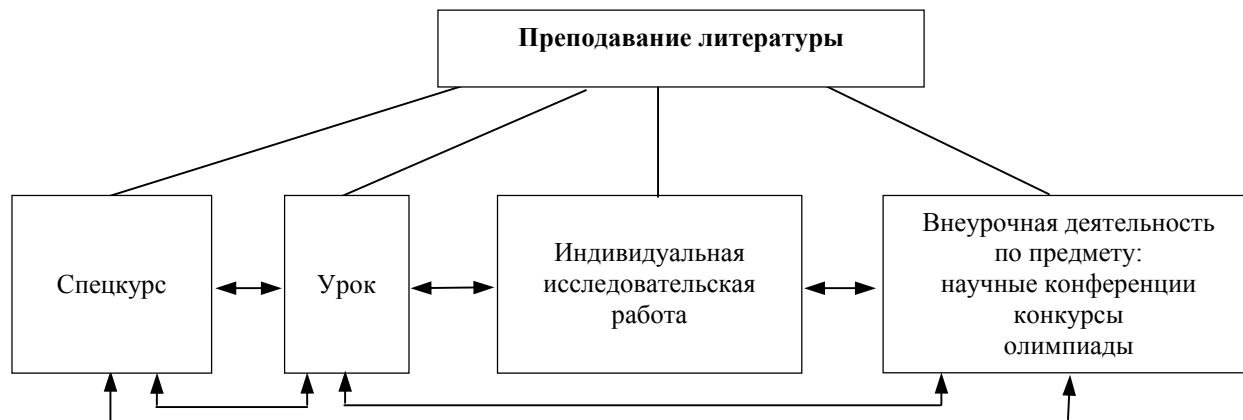 Преподавание литературы
Спецкурс
Урок
Индивидуальная
исследовательская
работа
Внеурочная деятельность
по предмету:
научные конференции
конкурсы
олимпиады